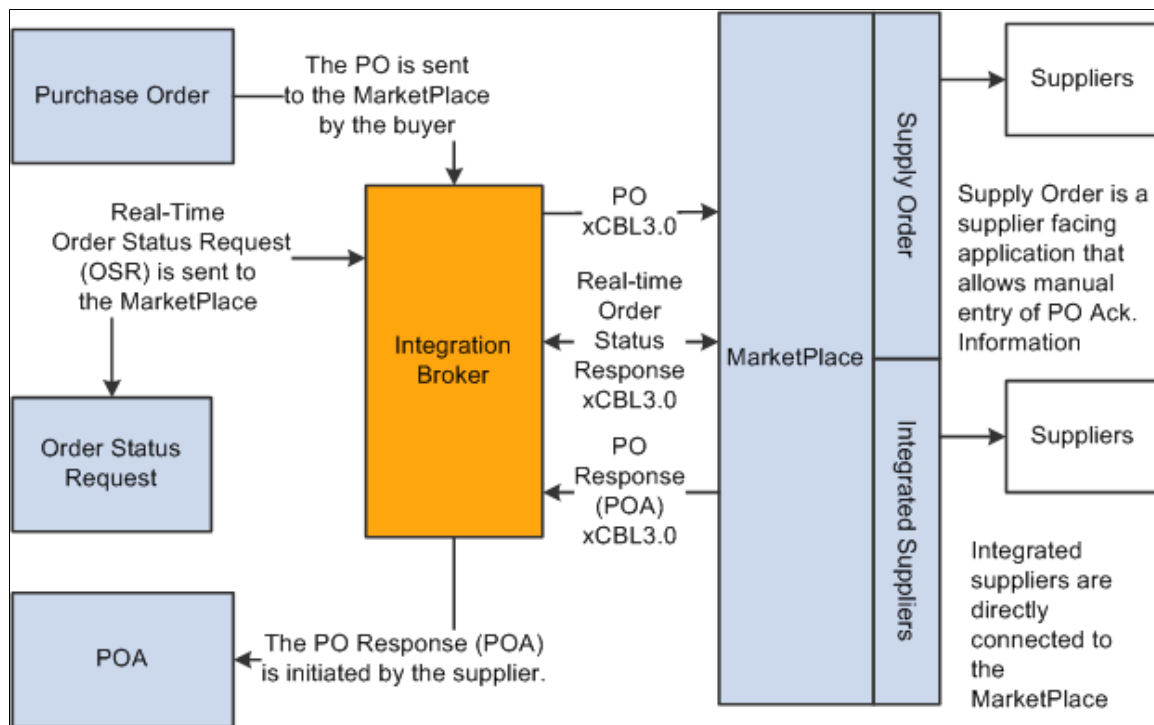 Purchase Order
The PO is sent
to the MarketPlace
by the buyer
Real-Time
Order Status Request
(OSR) is sent to
the MarketPlace
Order Status
Request
POA
The PO Response (POA)
is initiated by the supplier.
Integration
Broker
PO
xCBL3.0
Real-time
Order
Status
Response
xCBL3.0
PO
Response
(POA)
xCBL3.0
MarketPlace
Supply Order
Integrated Suppliers
Suppliers
Supply Order is a
supplier facing
application that
allows manual
entry of PO Ack.
Information
Suppliers
Integrated
suppliers are
directly
connected to
the
MarketPlace